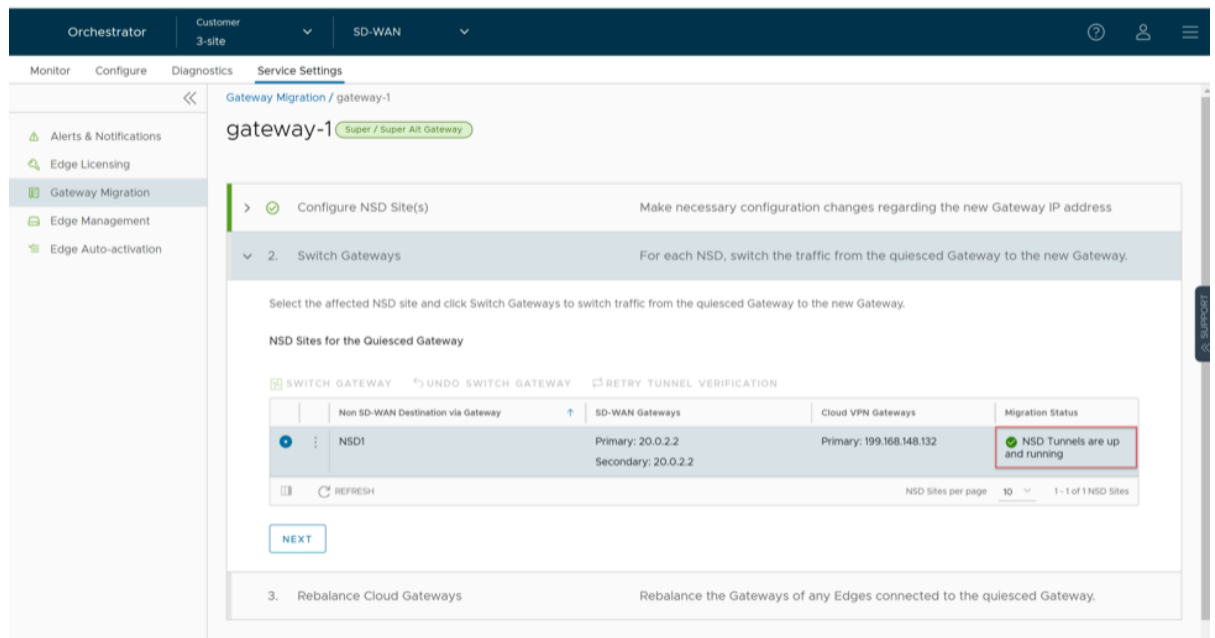 Orchestrator
Customer
3-site
SD-WAN
Monitor
Configure
Diagnostics
Service Settings
Alerts & Notifications
Edge Licensing
Gateway Migration
Edge Management
Edge Auto-activation
Gateway Migration / gateway-1
gateway-1
Super / Super Alt Gateway
Configure NSD Site(s)
Make necessary configuration changes regarding the new Gateway IP address
2. Switch Gateways
For each NSD, switch the traffic from the quiesced Gateway to the new Gateway.
Select the affected NSD site and click Switch Gateways to switch traffic from the quiesced Gateway to the new Gateway.
NSD Sites for the Quiesced Gateway
SWITCH GATEWAY
UNDO SWITCH GATEWAY
RETRY TUNNEL VERIFICATION
Non SD-WAN Destination via Gateway
SD-WAN Gateways
Cloud VPN Gateways
Migration Status
NSD1
Primary: 20.0.2.2
Secondary: 20.0.2.2
Primary: 199.168.148.132
NSD Tunnels are up
and running
REFRESH
NSD Sites per page
10
1 - 1 of 1 NSD Sites
NEXT
3. Rebalance Cloud Gateways
Rebalance the Gateways of any Edges connected to the quiesced Gateway.
SUPPORT